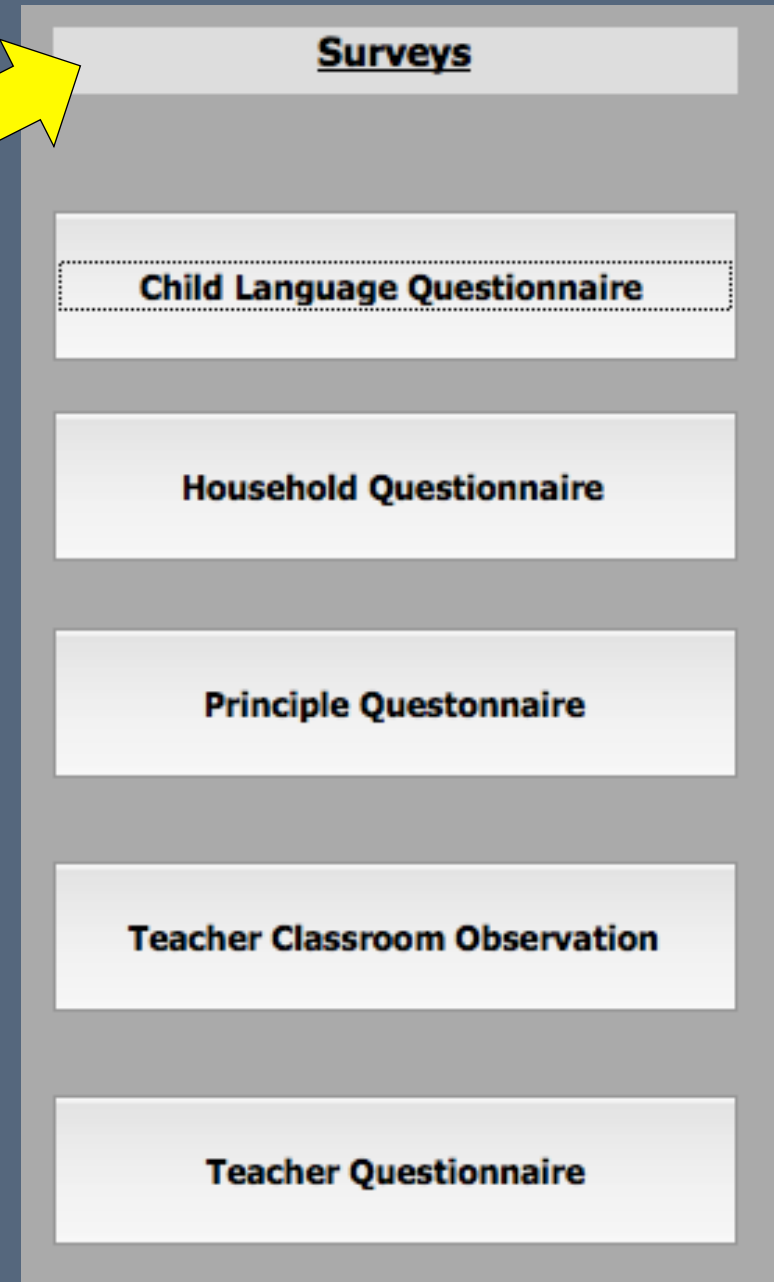 Surveys
Child Language Questionnaire
Household Questionnaire
Principle Questonnaire
Teacher Classroom Observation
Teacher Questionnaire